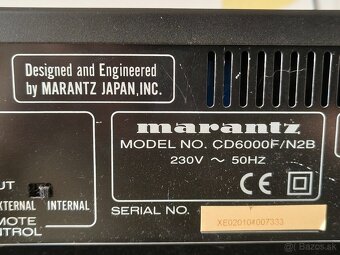 Designed and Engineered
by MARANTZ JAPAN, INC.
marantz
MODEL NO. CD6000F/N2B
230V ~ 50HZ
CE
SERIAL NO.
XE02010#007333
UT
EXTERNAL INTERNAL
MOTE
NTROL
bazos.sk